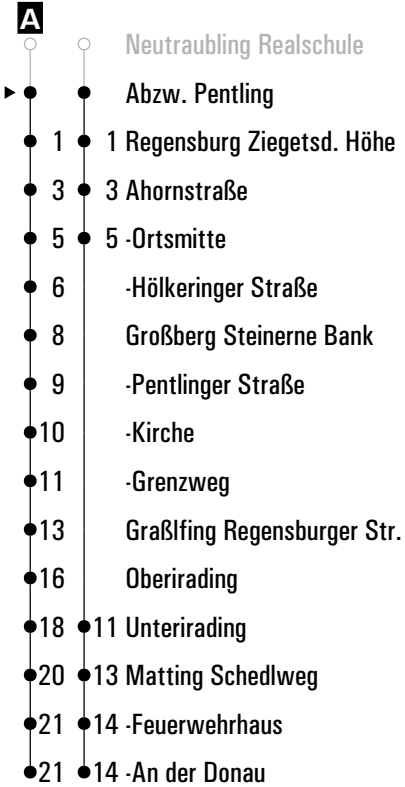 A
Neutraubling Realschule
Abzw. Pentling
1 1 Regensburg Ziegetsd. Höhe
3 3 Ahornstraße
5 5 -Ortsmitte
6 -Hölkeringer Straße
8 Großberg Steinerne Bank
9 -Pentlinger Straße
10 -Kirche
11 -Grenzweg
13 Graßlfing Regensburger Str.
16 Oberirading
18 11 Unterirading
20 13 Matting Schedlweg
21 14 -Feuerwehrhaus
21 14 -An der Donau